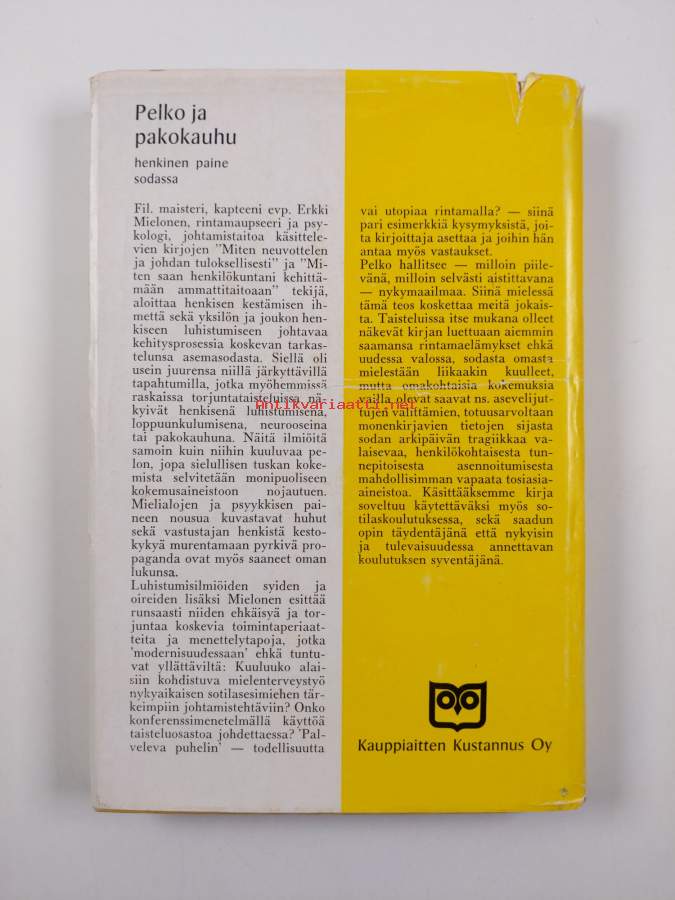 Pelko ja
pakokauhu
henkinen paine
sodassa
Fil. maisteri, kapteeni evp. Erkki
Mielonen, rintamaupseeri ja psy-
kologi, johtamistaitoa käsittele-
vien kirjojen ”Miten neuvottelen
ja johdan tuloksellisesti” ja ”Mi-
ten saan henkilökuntani kehittä-
mään ammattitaitoaan” tekijä,
aloittaa henkisen kestämisen ih-
mettä sekä yksilön ja joukon hen-
kiseen luhistumiseen johtavaa
kehitysprosessia koskevan tarkas-
telunsa asemasodasta. Siellä oli
usein juurensa niillä järkyttävillä
tapahtumilla, jotka myöhemmissä
raskaissa torjuntataisteluissa nä-
kyivät henkisenä luhistumisena,
loppuunkulumisena, neurooseina
tai pakokauhuna. Näitä ilmiöitä
samoin kuin niihin kuuluvaa pe-
lon, jopa sielullisen tuskan koke-
mista selvitetään monipuoliseen
kokemusaineistoon nojautuen.
Mielialojen ja psyykkisen pai-
neen nousua kuvastavat huhut
sekä vastustajan henkistä kesto-
kykyä murentamaan pyrkivä pro-
paganda ovat myös saaneet oman
lukunsa.
Luhistumisilmiöiden syiden ja
oireiden lisäksi Mielonen esittää
runsaasti niiden ehkäisyä ja tor-
juntaa koskevia toimintaperiaat-
teita ja menettelytapoja, jotka
'modernisuudessaan' ehkä tuntu-
vat yllättäviltä: Kuuluuko alai-
siin kohdistuva mielenterveystyö
nykyaikaisen sotilasesimiehen tär-
keimpiin johtamistehtäviin? Onko
konferenssimenetelmällä käyttöä
taisteluosastoa johdettaessa? 'Pal-
veleva puhelin' — todellisuutta
vai utopiaa rintamalla? — siinä
pari esimerkkiä kysymyksistä, joi-
ta kirjoittaja asettaa ja joihin hän
antaa myös vastaukset.
Pelko hallitsee — milloin piile-
vänä, milloin selvästi aistittavana
— nykymaailmaa. Siinä mielessä
tämä teos koskettaa meitä jokais-
ta. Taisteluissa itse mukana olleet
näkevät kirjan luettuaan aiemmin
saamansa rintamaelämykset ehkä
uudessa valossa, sodasta omasta
mielestään liikaakin kuulleet,
mutta omakohtaisia kokemuksia
vailla olevat saavat ns. aseveliju​t-
tujen välittämien, totuusarvoltaan
monenkirjavien tietojen sijasta
sodan arkipäivän tragiikkaa va-
laisevaa, henkilökohtaisesta tun-
nepitoisesta asennoitumisesta
mahdollisimman vapaata tosiasia-
aineistoa. Käsittääksemme kirja
soveltuu käytettäväksi myös so-
tilaskoulutuksessa, sekä saadun
opin täydentäjänä että nykyisin
ja tulevaisuudessa annettavan
koulutuksen syventäjänä.
Kauppiaitten Kustannus Oy
Antikvariaatti.net